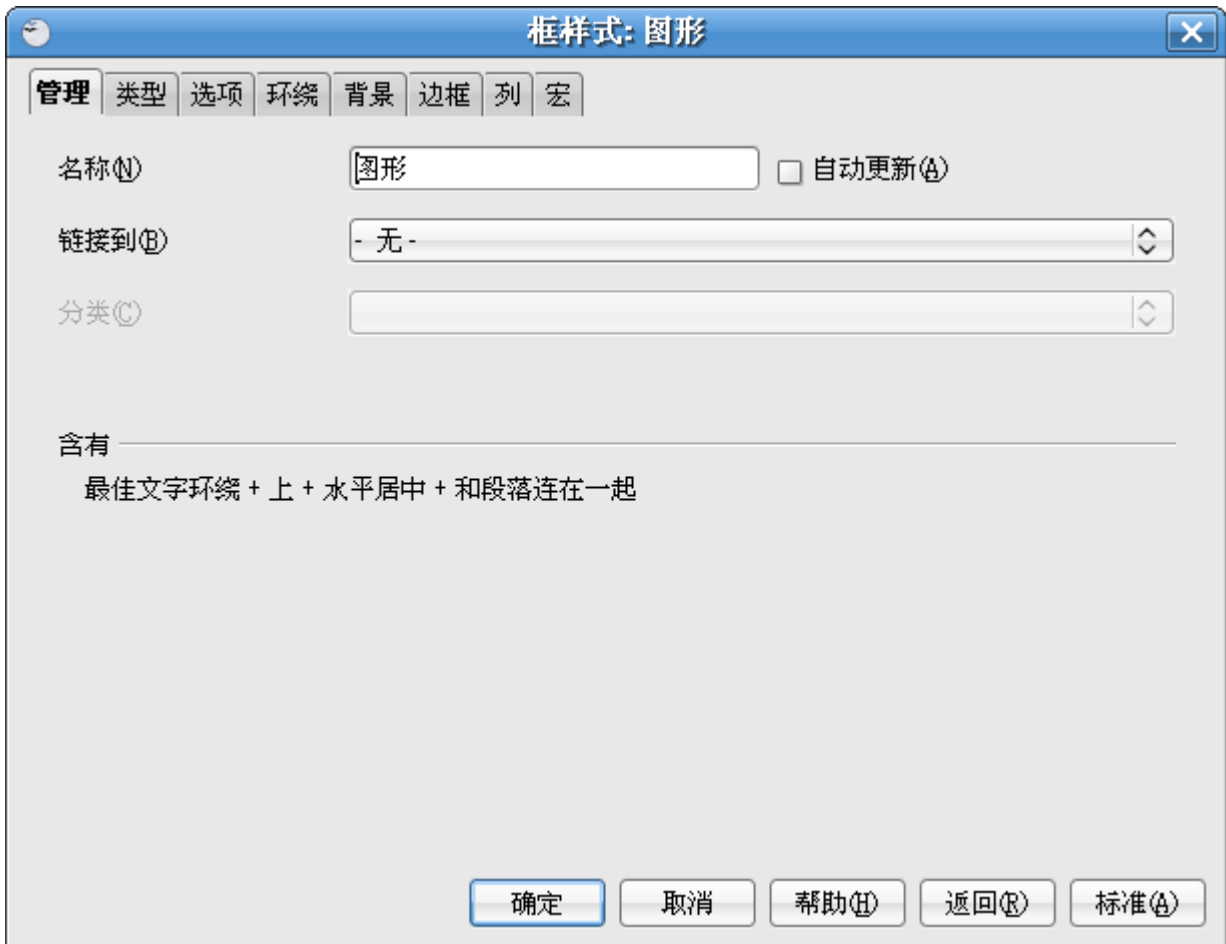 框样式: 图形
管理 类型 选项 环绕 背景 边框 列 宏
名称(N) 图形 自动更新(A)
链接到(B) - 无 -
分类(C)
含有
最佳文字环绕 + 上 + 水平居中 + 和段落连在一起
确定 取消 帮助(H) 返回(R) 标准(A)